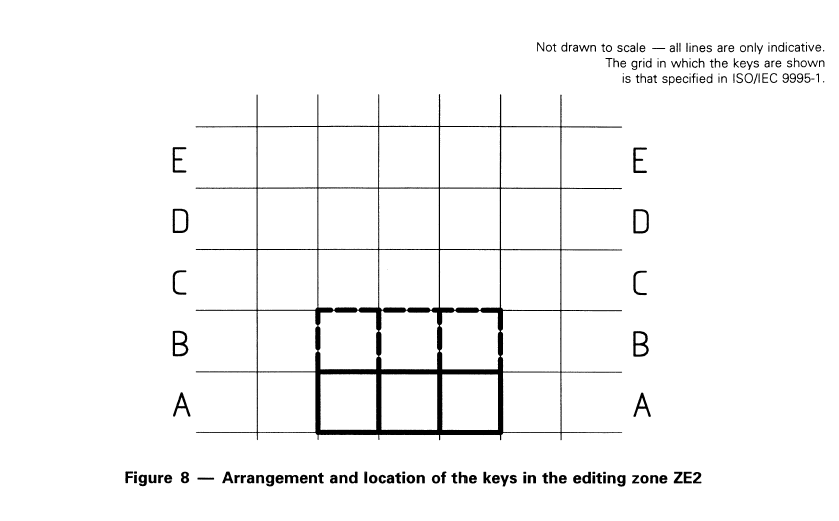 Not drawn to scale — all lines are only indicative.
The grid in which the keys are shown
is that specified in ISO/IEC 9995-1.
E E
D D
C C
B B
A A
Figure 8 — Arrangement and location of the keys in the editing zone ZE2